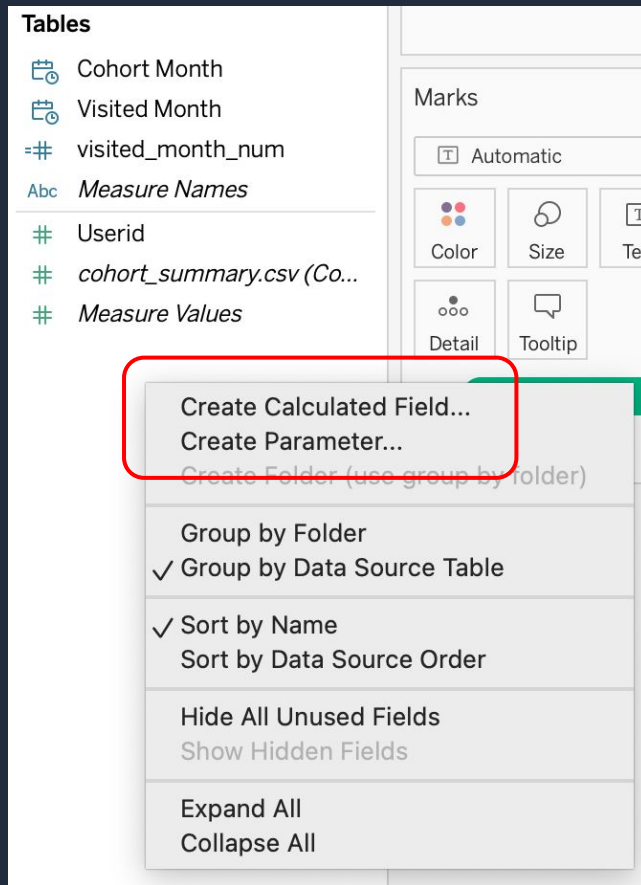 Tables
Cohort Month
Visited Month
=# visited_month_num
Abc Measure Names
# Userid
# cohort_summary.csv (Co...
# Measure Values
Marks
T Automatic
Color
Size
Te
Detail
Tooltip
Create Calculated Field...
Create Parameter...
Create Folder (use group by folder)
Group by Folder
✓ Group by Data Source Table
✓ Sort by Name
Sort by Data Source Order
Hide All Unused Fields
Show Hidden Fields
Expand All
Collapse All